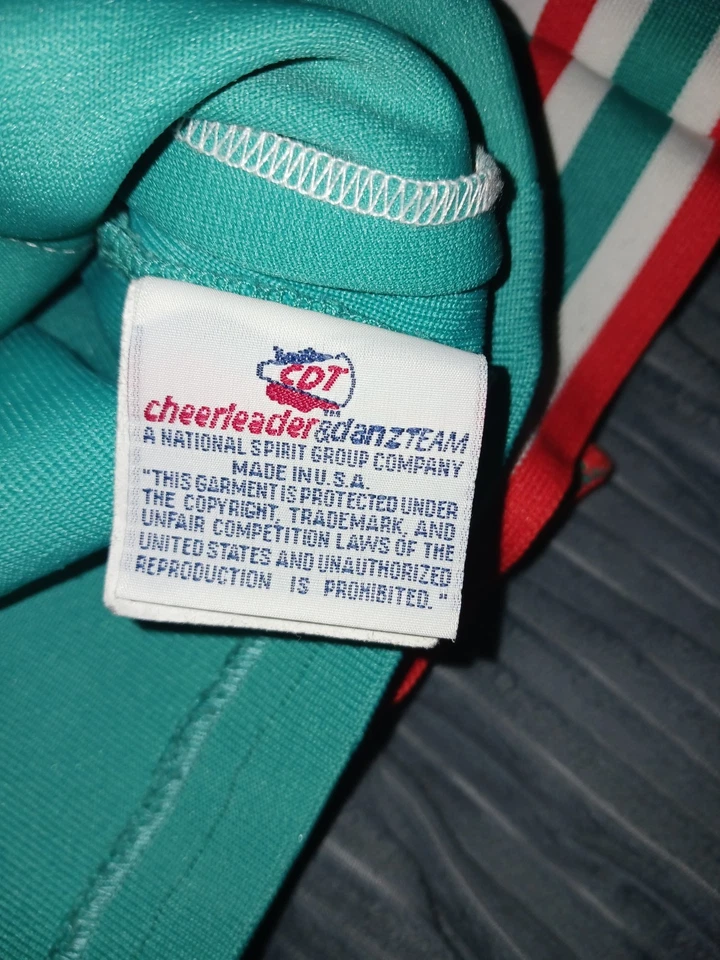 CDT
cheerleader&danzTEAM™
A NATIONAL SPIRIT GROUP COMPANY
MADE IN U.S.A.
"THIS GARMENT IS PROTECTED UNDER
THE COPYRIGHT, TRADEMARK, AND
UNFAIR COMPETITION LAWS OF THE
UNITED STATES AND UNAUTHORIZED
REPRODUCTION IS PROHIBITED."